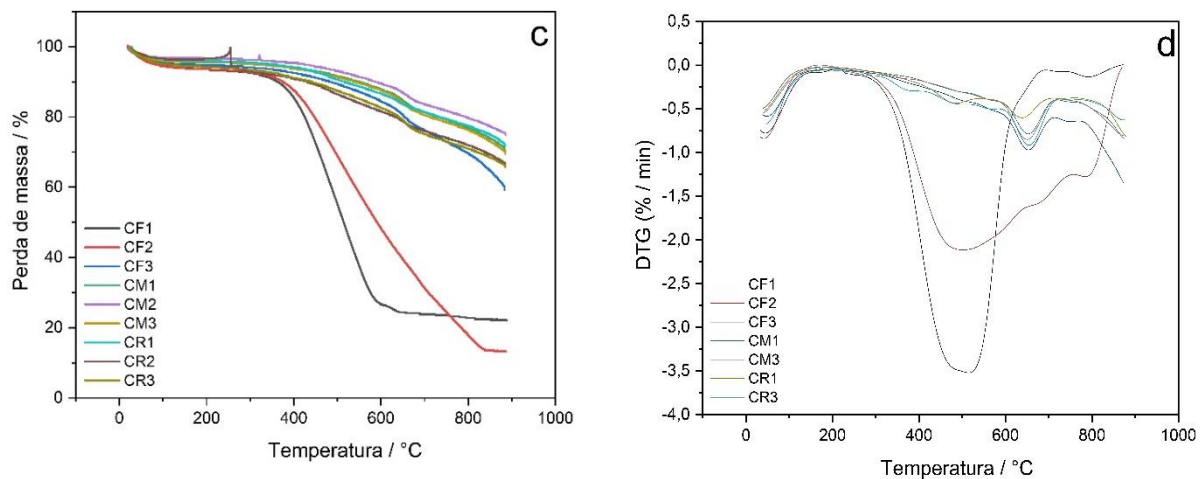 c
Perda de massa / %
100
80
60
40
20
0
CF1
CF2
CF3
CM1
CM2
CM3
CR1
CR2
CR3
0 200 400 600 800 1000
Temperatura / °C
d
DTG (% / min)
0,5
0,0
-0,5
-1,0
-1,5
-2,0
-2,5
-3,0
-3,5
-4,0
CF1
CF2
CF3
CM1
CM3
CR1
CR3
0 200 400 600 800 1000
Temperatura / °C